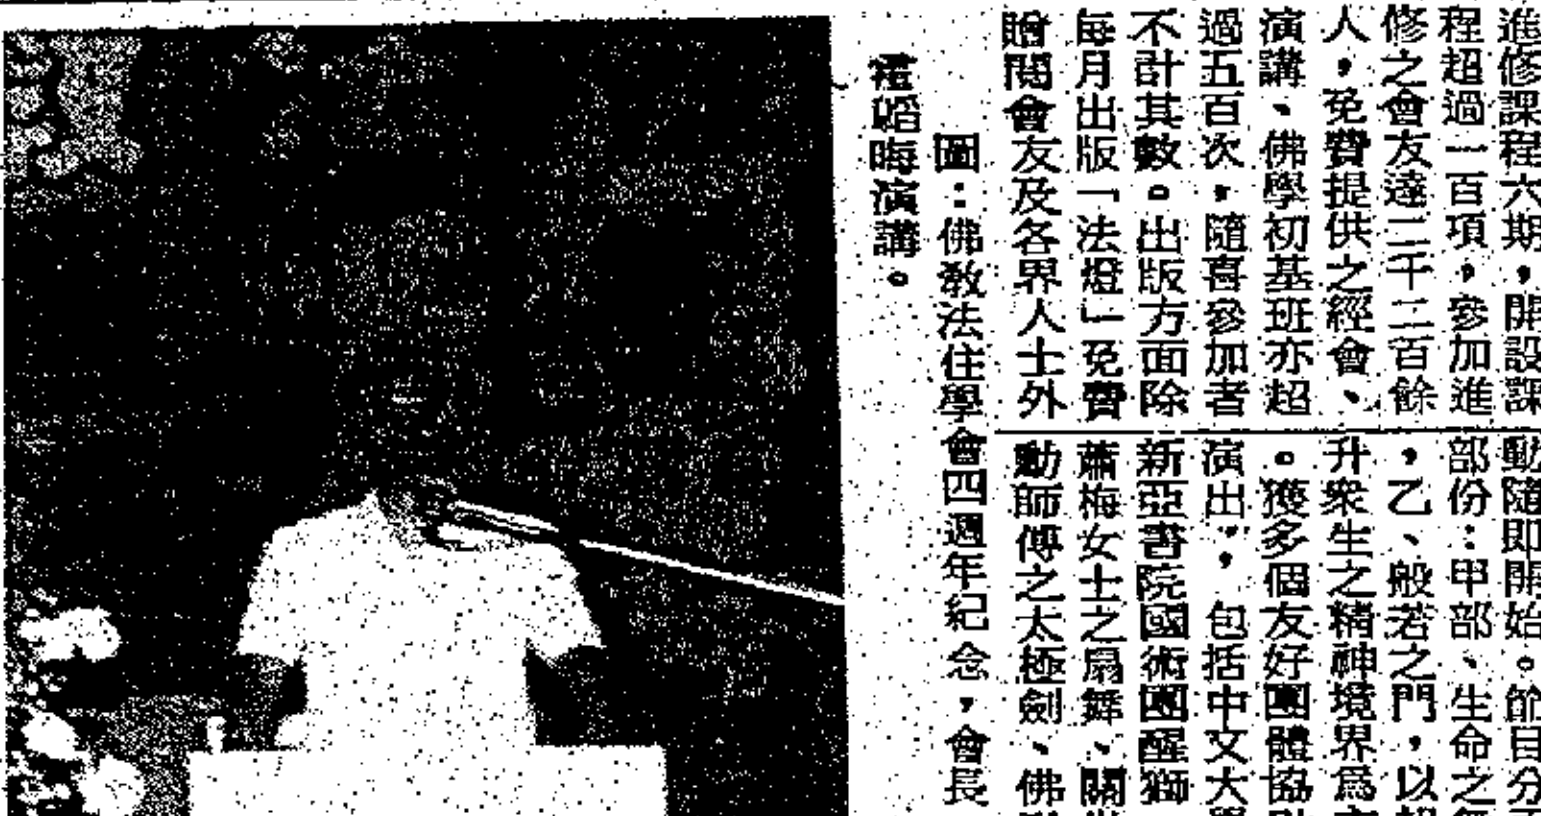 進修課程六期，開設課
程超過一百項，參加進
修之會友達二千二百餘
人，免費提供之經會、
演講、佛學初基班亦超
過五百次，隨喜參加者
不計其數。出版方面除
每月出版「法燈」免費
贈閱會友及各界人士外
動隨即開始。節目分
部份：甲部、生命之
，乙、般若之門，以
升衆生之精神境界爲
。獲多個友好團體協
演出，包括中文大
新亞書院國術團醒獅
蕭梅女士之扇舞、關
動師傅之太極劍、佛
圖：佛教法住學會四週年紀念，會長
霍韜晦演講。